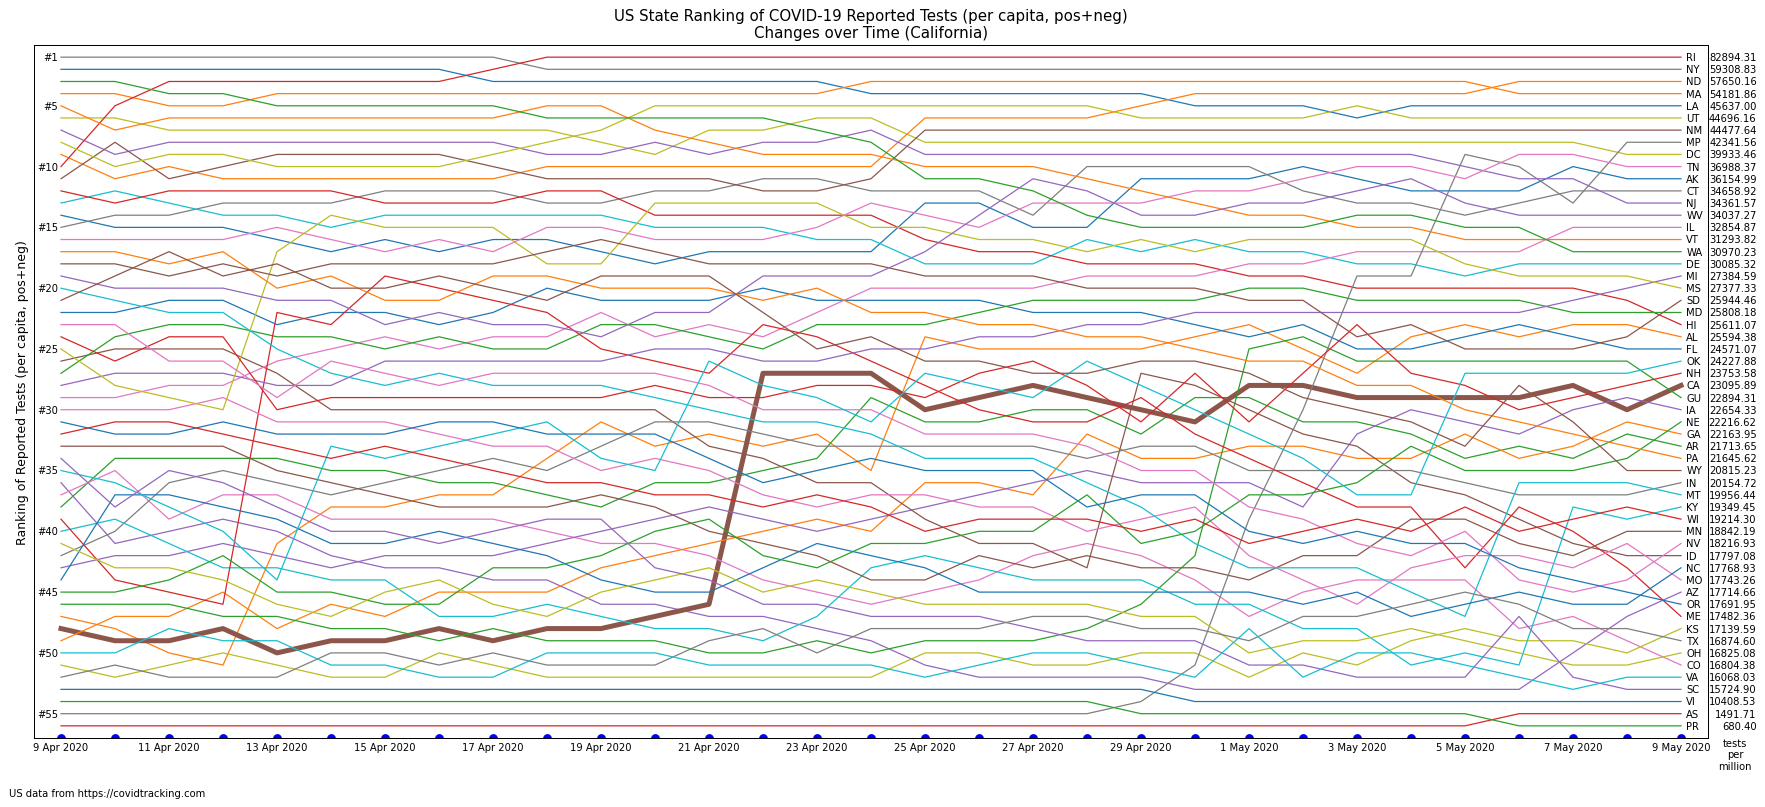 US State Ranking of COVID-19 Reported Tests (per capita, pos+neg)
Changes over Time (California)
Ranking of Reported Tests (per capita, pos+neg)
#1
#5
#10
#15
#20
#25
#30
#35
#40
#45
#50
#55
RI 82894.31
NY 59308.83
ND 57650.16
MA 54181.86
LA 45637.00
UT 44696.16
NM 44477.64
MP 42341.56
DC 39933.46
TN 36988.37
AK 36154.99
CT 34658.92
NJ 34361.57
WV 34037.27
IL 32854.87
VT 31293.82
WA 30970.23
DE 30085.32
MI 27384.59
MS 27377.33
SD 25944.46
MD 25808.18
HI 25611.07
AL 25594.38
FL 24571.07
OK 24227.88
NH 23753.58
CA 23095.89
GU 22894.31
IA 22654.33
NE 22216.62
GA 22163.95
AR 21713.65
PA 21645.62
WY 20815.23
IN 20154.72
MT 19956.44
KY 19349.45
WI 19214.30
MN 18842.19
NV 18216.93
ID 17797.08
NC 17768.93
MO 17743.26
AZ 17714.66
OR 17691.95
ME 17482.36
KS 17139.59
TX 16874.60
OH 16825.08
CO 16804.38
VA 16068.03
SC 15724.90
VI 10408.53
AS 1491.71
PR 680.40
9 Apr 2020 11 Apr 2020 13 Apr 2020 15 Apr 2020 17 Apr 2020 19 Apr 2020 21 Apr 2020 23 Apr 2020 25 Apr 2020 27 Apr 2020 29 Apr 2020 1 May 2020 3 May 2020 5 May 2020 7 May 2020 9 May 2020
tests
per
million
US data from https://covidtracking.com